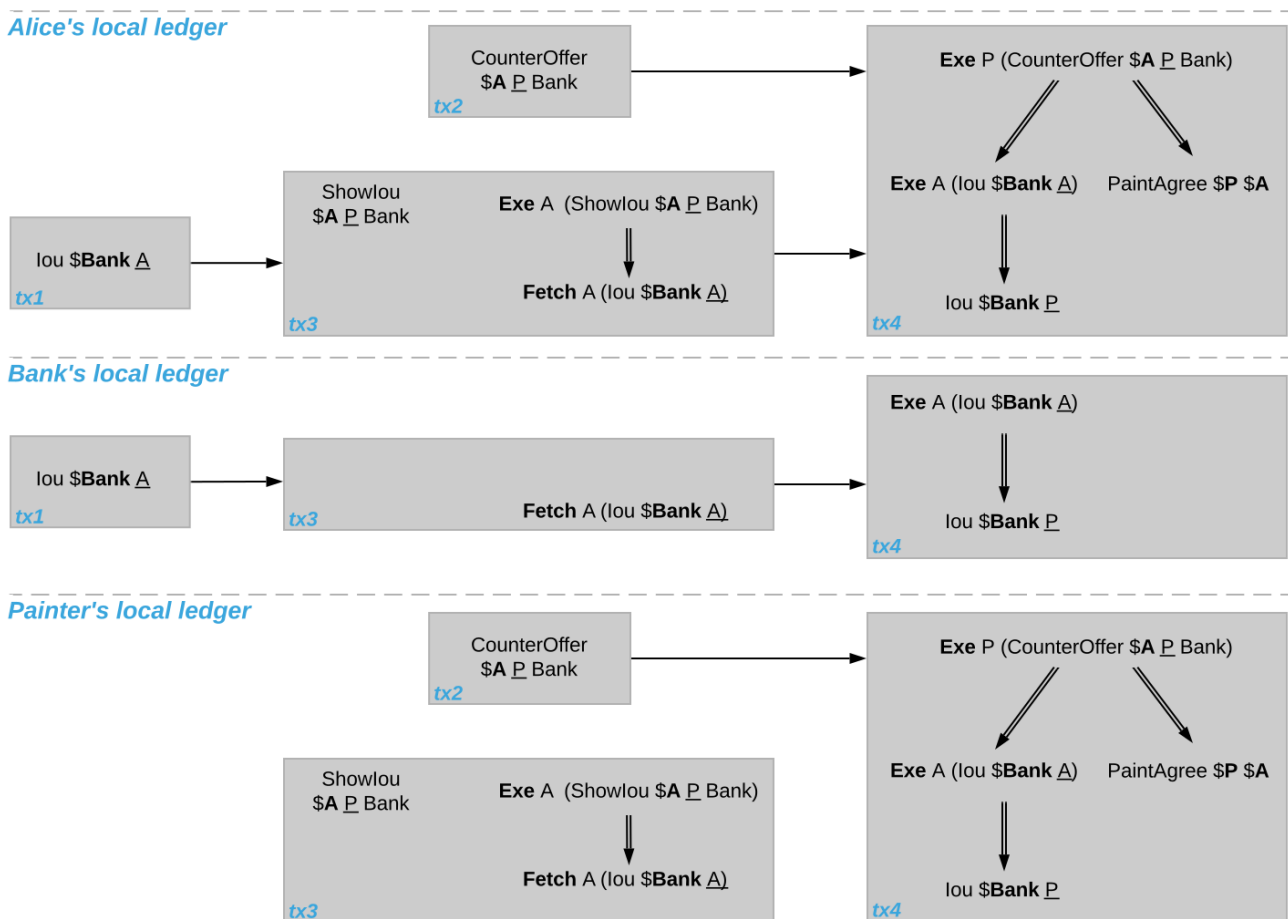 Alice's local ledger
CounterOffer
$A P Bank
tx2
Exe P (CounterOffer $A P Bank)
Exe A (Iou $Bank A)
PaintAgree $P $A
Iou $Bank P
tx4
ShowIou
$A P Bank
Exe A (ShowIou $A P Bank)
Fetch A (Iou $Bank A)
tx3
Iou $Bank A
tx1
Bank's local ledger
Iou $Bank A
tx1
Fetch A (Iou $Bank A)
tx3
Exe A (Iou $Bank A)
Iou $Bank P
tx4
Painter's local ledger
CounterOffer
$A P Bank
tx2
Exe P (CounterOffer $A P Bank)
Exe A (Iou $Bank A)
PaintAgree $P $A
Iou $Bank P
tx4
ShowIou
$A P Bank
Exe A (ShowIou $A P Bank)
Fetch A (Iou $Bank A)
tx3